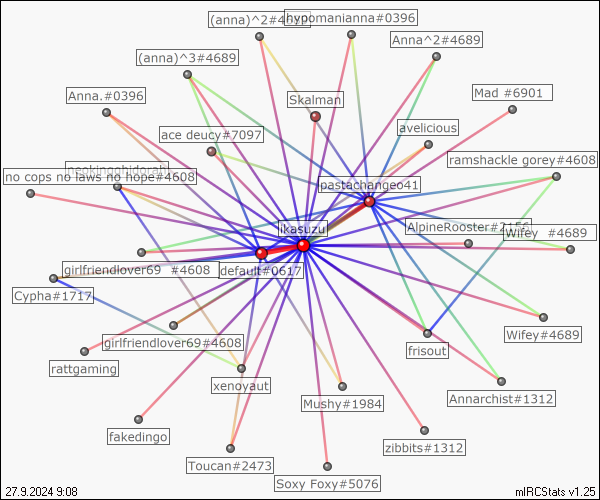 (anna)^2#4
hypomanianna#0396
Anna^2#4689
(anna)^3#4689
Mad #6901
Anna.#0396
Skalman
ace deucy#7097
avelicious
ramshackle gorey#4608
no cops no laws no hope#4608
pastachangeo41
ikasuzu
AlpineRooster#2156
Wifey #4689
girlfriendlover69 #4608
default#0617
Cypha#1717
Wifey#4689
girlfriendlover69#4608
frisout
rattgaming
xenoyaut
Mushy#1984
Annarchist#1312
fakedingo
zibbits#1312
Toucan#2473
Soxy Foxy#5076
27.9.2024 9:08
mIRCStats v1.25